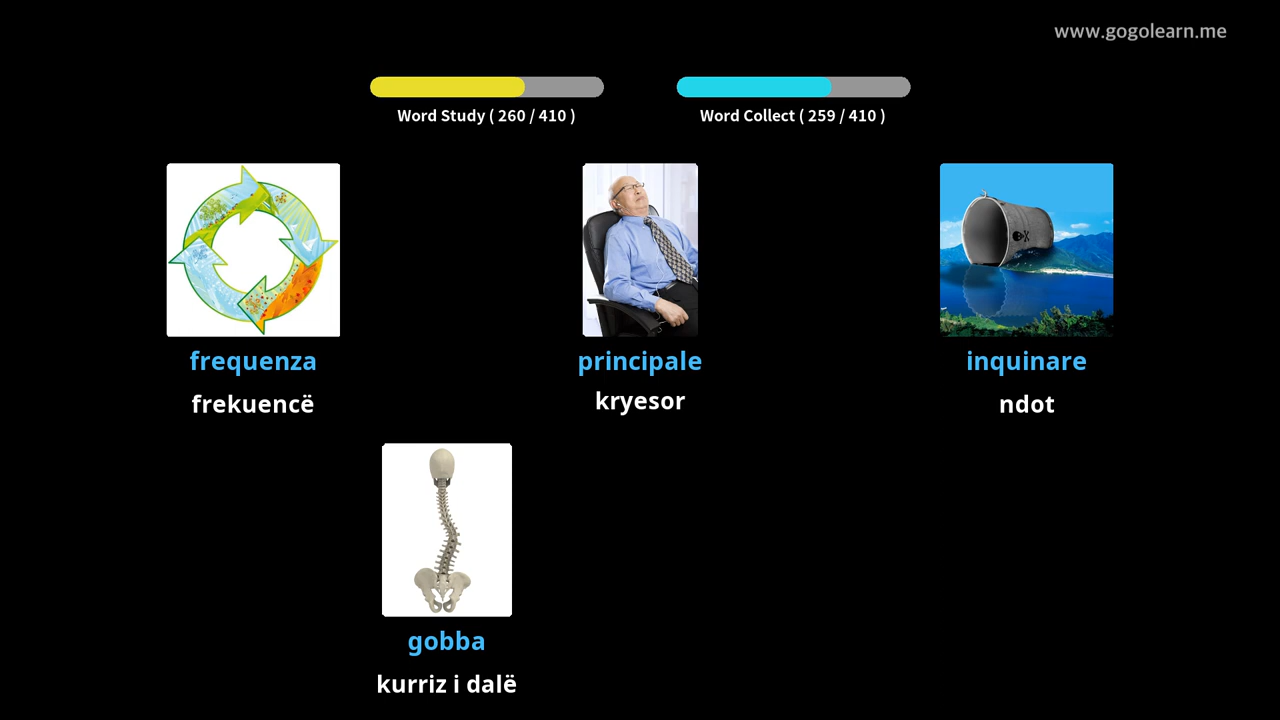 www.gogolearn.me
Word Study ( 260 / 410 )
Word Collect ( 259 / 410 )
frequenza
principale
inquinare
frekuencë
kryesor
ndot
gobba
kurriz i dalë